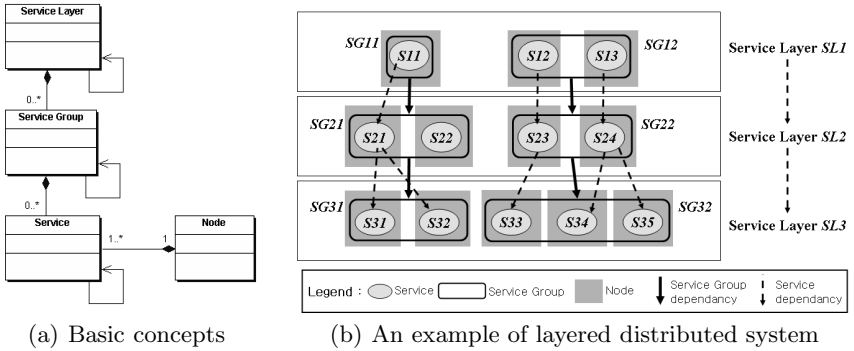 Service Layer
0..*
Service Group
0..*
Service
1..*
1
Node
(a) Basic concepts
SG11
S11
S12
S13
SG12
Service Layer SL1
SG21
S21
S22
S23
S24
SG22
Service Layer SL2
SG31
S31
S32
S33
S34
S35
SG32
Service Layer SL3
Legend :
Service
Service Group
Node
Service Group
dependancy
Service
dependancy
(b) An example of layered distributed system